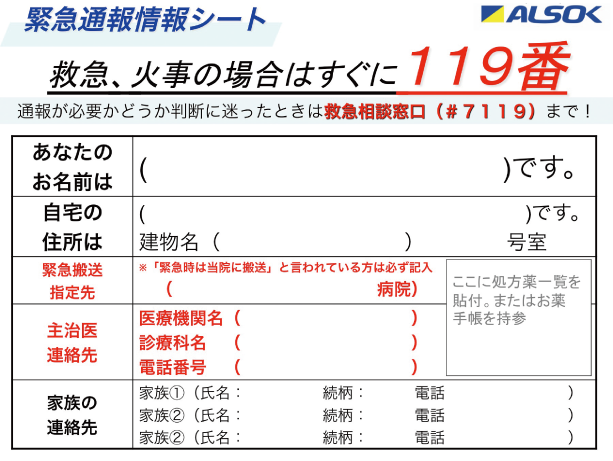 緊急通報情報シート
ALSOK
救急、火事の場合はすぐに119番
通報が必要かどうか判断に迷ったときは救急相談窓口（＃７１１９）まで！
あなたの
お名前は
(                )です。
自宅の
住所は
(                )です。
建物名（                ）                号室
緊急搬送
指定先
※「緊急時は当院に搬送」と言われている方は必ず記入
（                病院）
ここに処方薬一覧を
貼付。またはお薬
手帳を持参
主治医
連絡先
医療機関名（                ）
診療科名（                ）
電話番号（                ）
家族の
連絡先
家族①（氏名：                続柄：                電話                ）
家族②（氏名：                続柄：                電話                ）
家族②（氏名：                続柄：                電話                ）